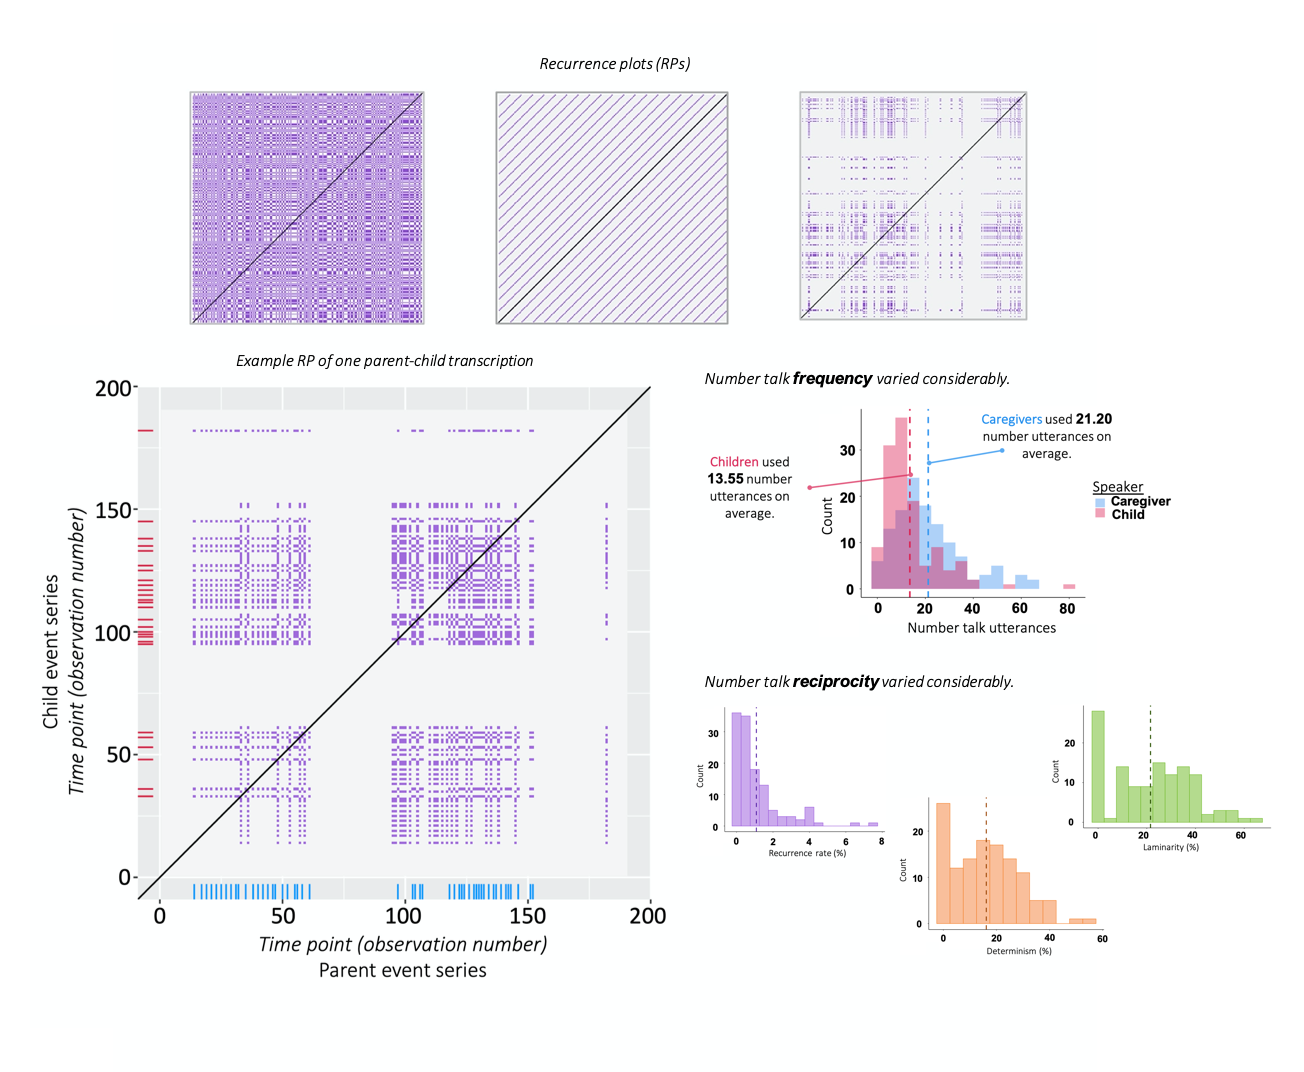 Recurrence plots (RPs)
Example RP of one parent-child transcription
200
150
100
50
0
0
50
100
150
200
Child event series
Time point (observation number)
Time point (observation number)
Parent event series
Number talk frequency varied considerably.
Children used
13.55 number
utterances on
average.
Caregivers used 21.20
number utterances on
average.
Count
30
20
10
0
0
20
40
60
80
Number talk utterances
Speaker
Caregiver
Child
Number talk reciprocity varied considerably.
Count
30
20
10
0
0
2
4
6
8
Recurrence rate (%)
Count
20
10
0
0
20
40
60
Determinism (%)
Count
20
10
0
0
20
40
60
Laminarity (%)